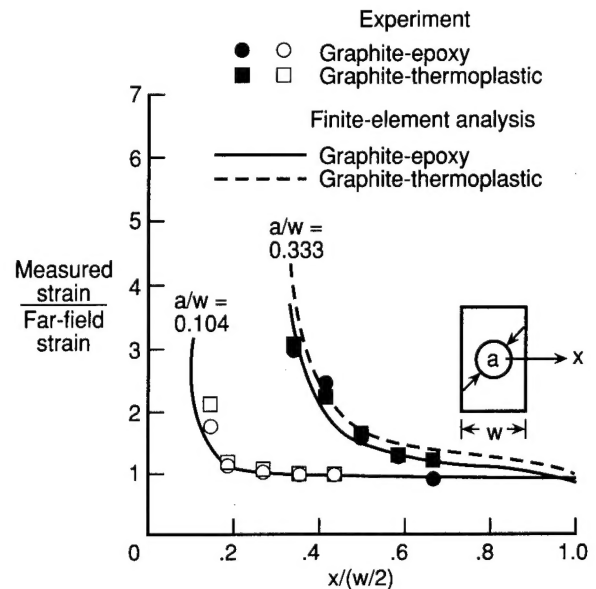 Experiment
Graphite-epoxy
Graphite-thermoplastic
Finite-element analysis
Graphite-epoxy
Graphite-thermoplastic
7
6
5
4
3
2
1
0
Measured
strain
Far-field
strain
a/w =
0.104
a/w =
0.333
a
x
w
.2
.4
.6
.8
1.0
x/(w/2)